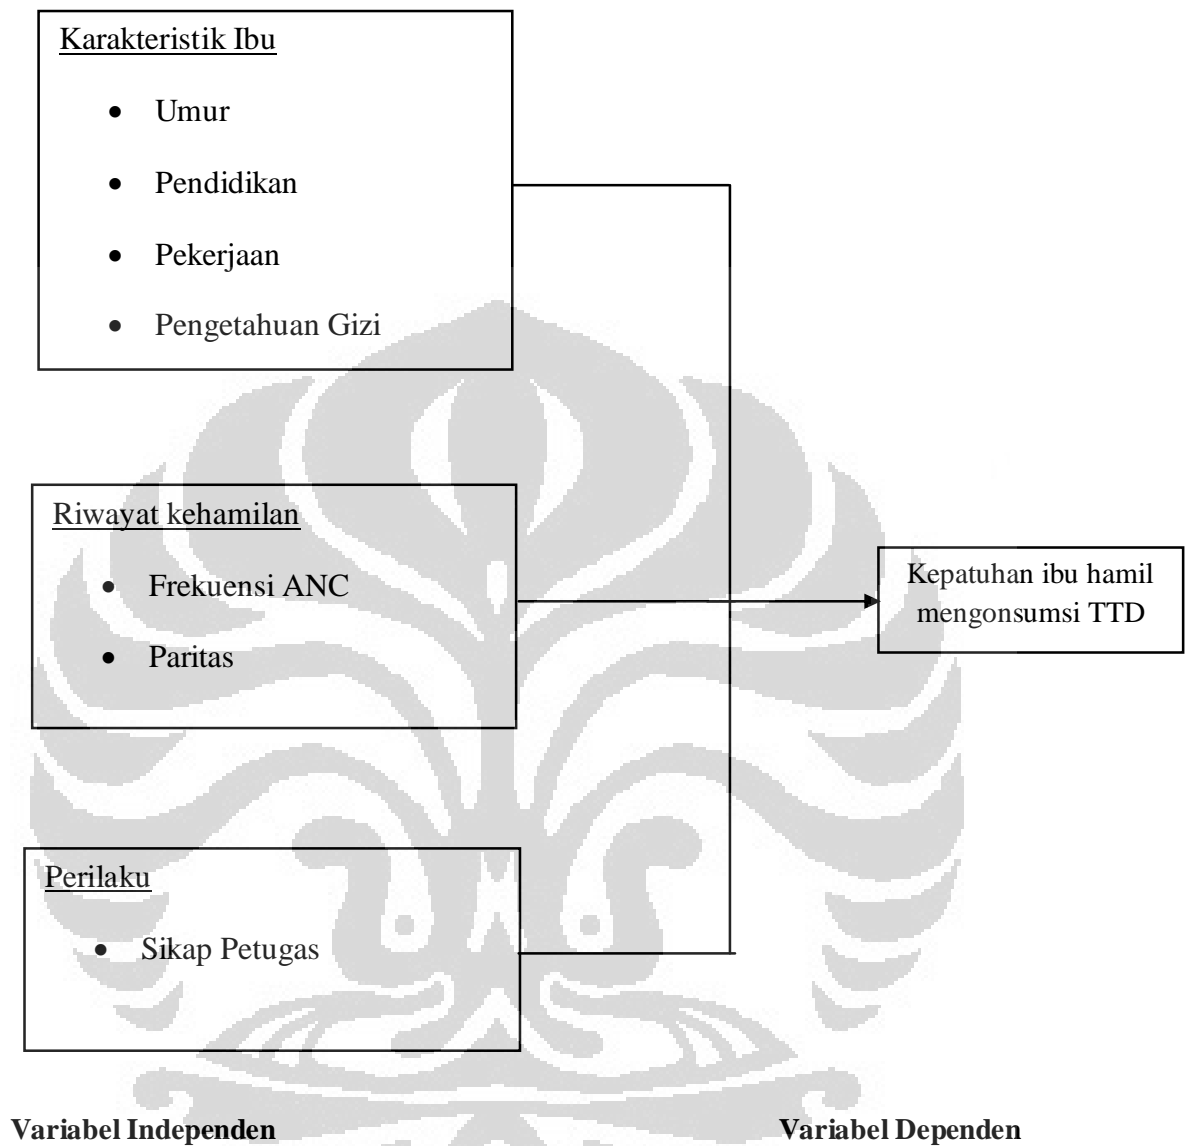 Karakteristik Ibu
• Umur
• Pendidikan
• Pekerjaan
• Pengetahuan Gizi
Riwayat kehamilan
• Frekuensi ANC
• Paritas
Kepatuhan ibu hamil
mengonsumsi TTD
Perilaku
• Sikap Petugas
Variabel Independen
Variabel Dependen